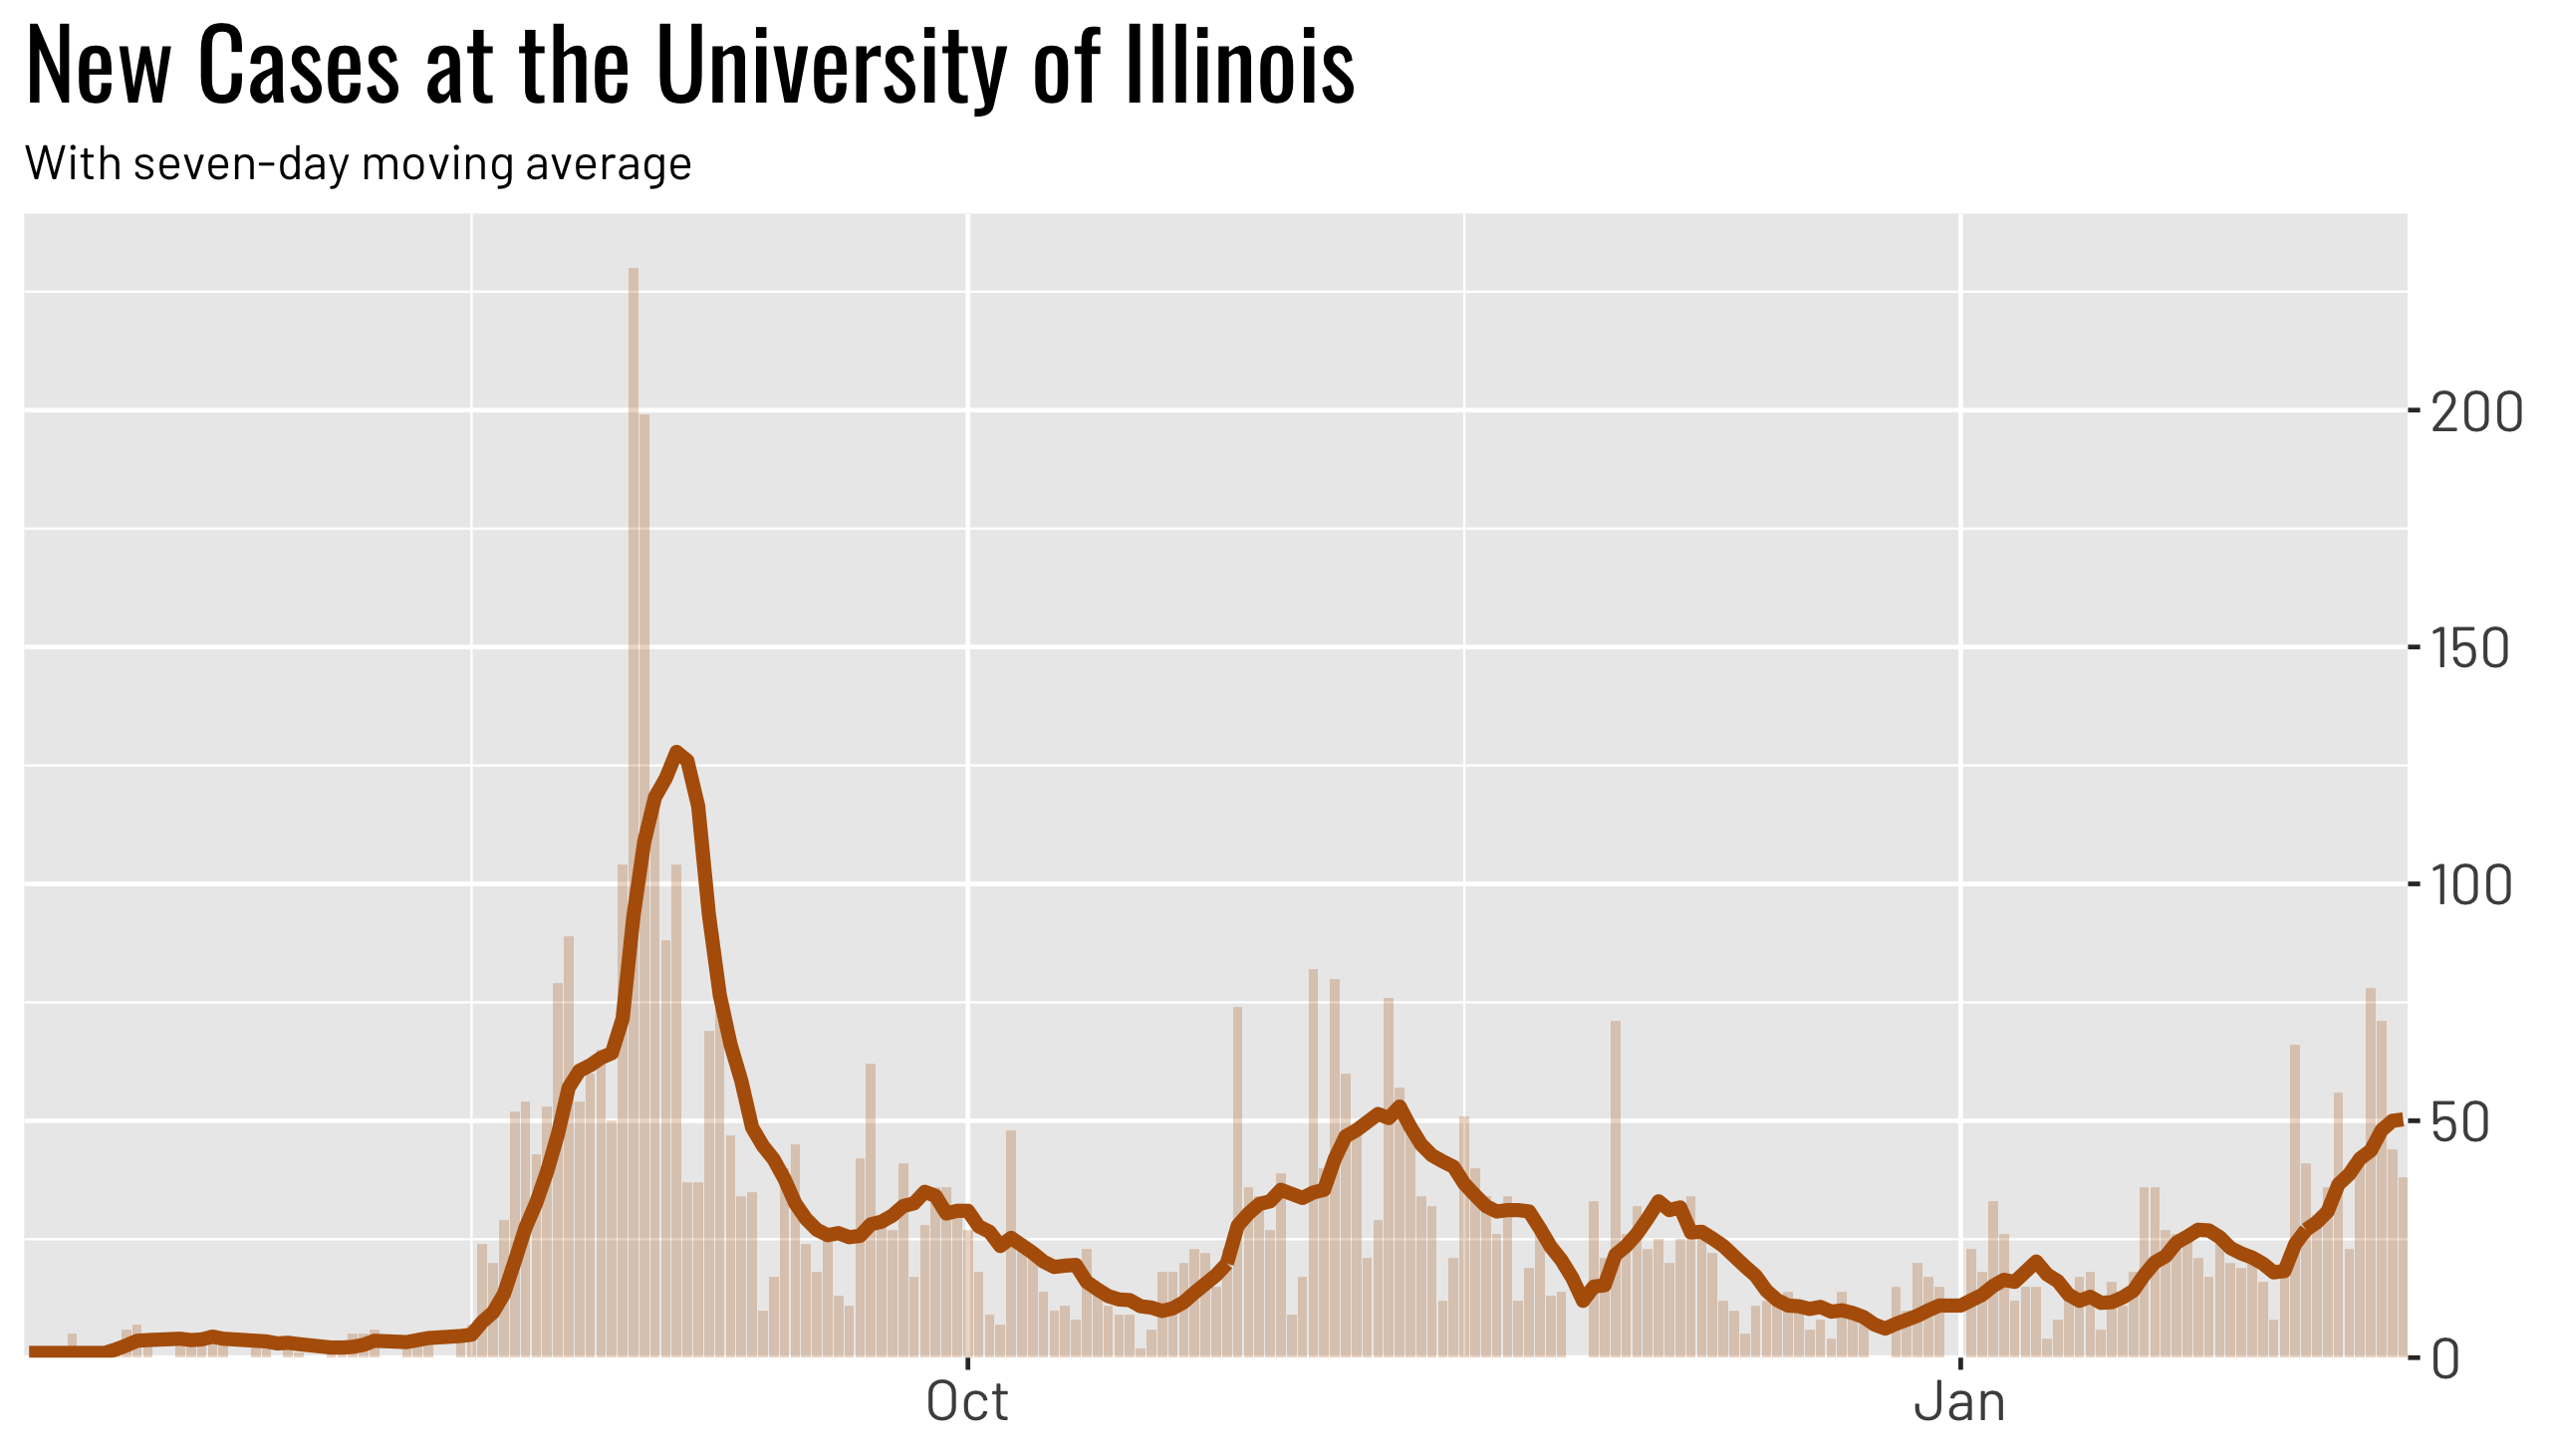 New Cases at the University of Illinois
With seven-day moving average
200
150
100
50
0
Oct Jan